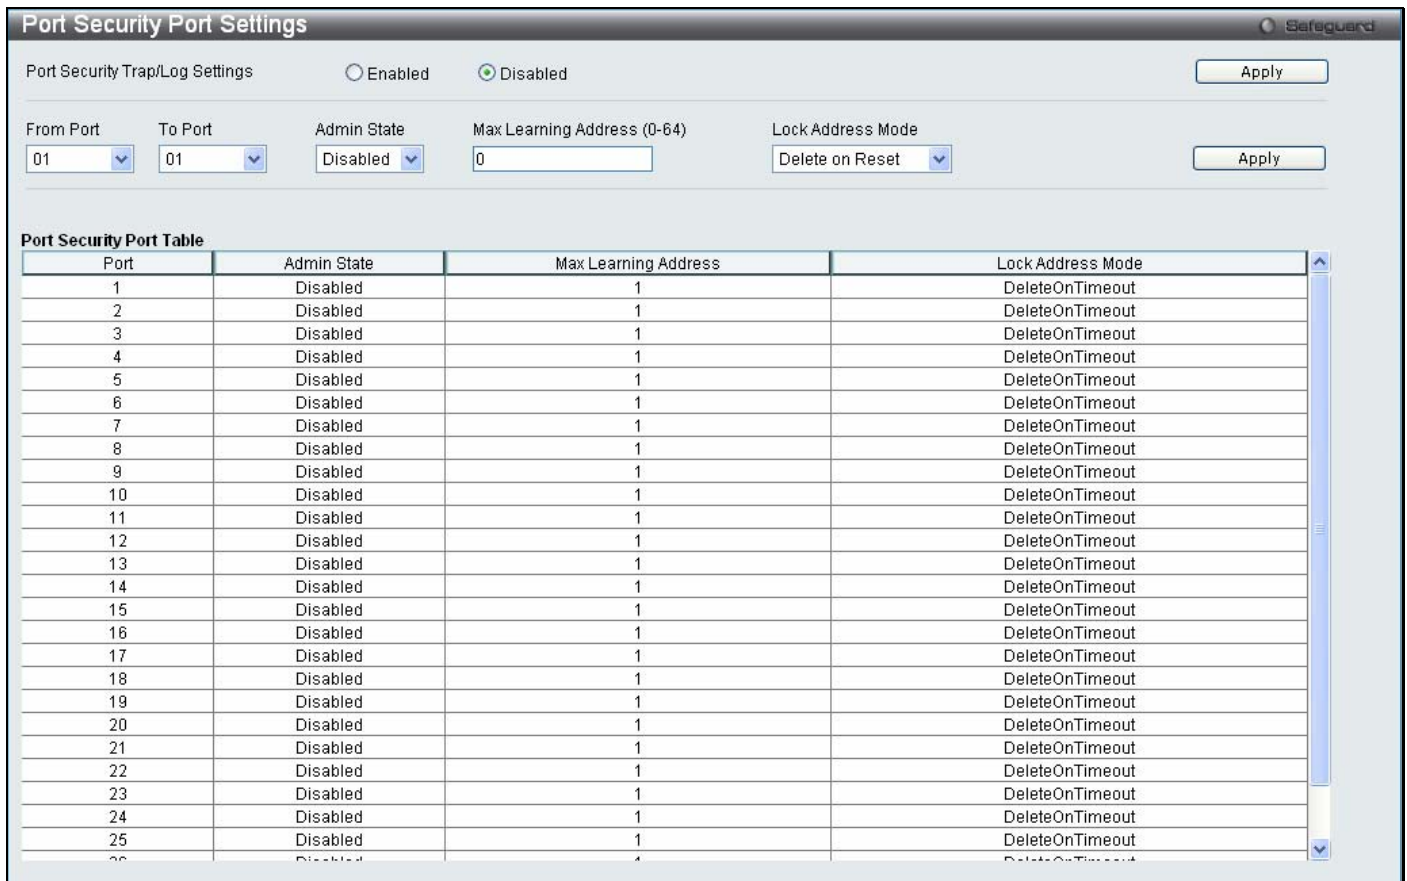 Port Security Port Settings
Safeguard
Port Security Trap/Log Settings Enabled Disabled Apply
From Port To Port Admin State Max Learning Address (0-64) Lock Address Mode
01 01 Disabled 0 Delete on Reset Apply
Port Security Port Table
Port Admin State Max Learning Address Lock Address Mode
1 Disabled 1 DeleteOnTimeout
2 Disabled 1 DeleteOnTimeout
3 Disabled 1 DeleteOnTimeout
4 Disabled 1 DeleteOnTimeout
5 Disabled 1 DeleteOnTimeout
6 Disabled 1 DeleteOnTimeout
7 Disabled 1 DeleteOnTimeout
8 Disabled 1 DeleteOnTimeout
9 Disabled 1 DeleteOnTimeout
10 Disabled 1 DeleteOnTimeout
11 Disabled 1 DeleteOnTimeout
12 Disabled 1 DeleteOnTimeout
13 Disabled 1 DeleteOnTimeout
14 Disabled 1 DeleteOnTimeout
15 Disabled 1 DeleteOnTimeout
16 Disabled 1 DeleteOnTimeout
17 Disabled 1 DeleteOnTimeout
18 Disabled 1 DeleteOnTimeout
19 Disabled 1 DeleteOnTimeout
20 Disabled 1 DeleteOnTimeout
21 Disabled 1 DeleteOnTimeout
22 Disabled 1 DeleteOnTimeout
23 Disabled 1 DeleteOnTimeout
24 Disabled 1 DeleteOnTimeout
25 Disabled 1 DeleteOnTimeout